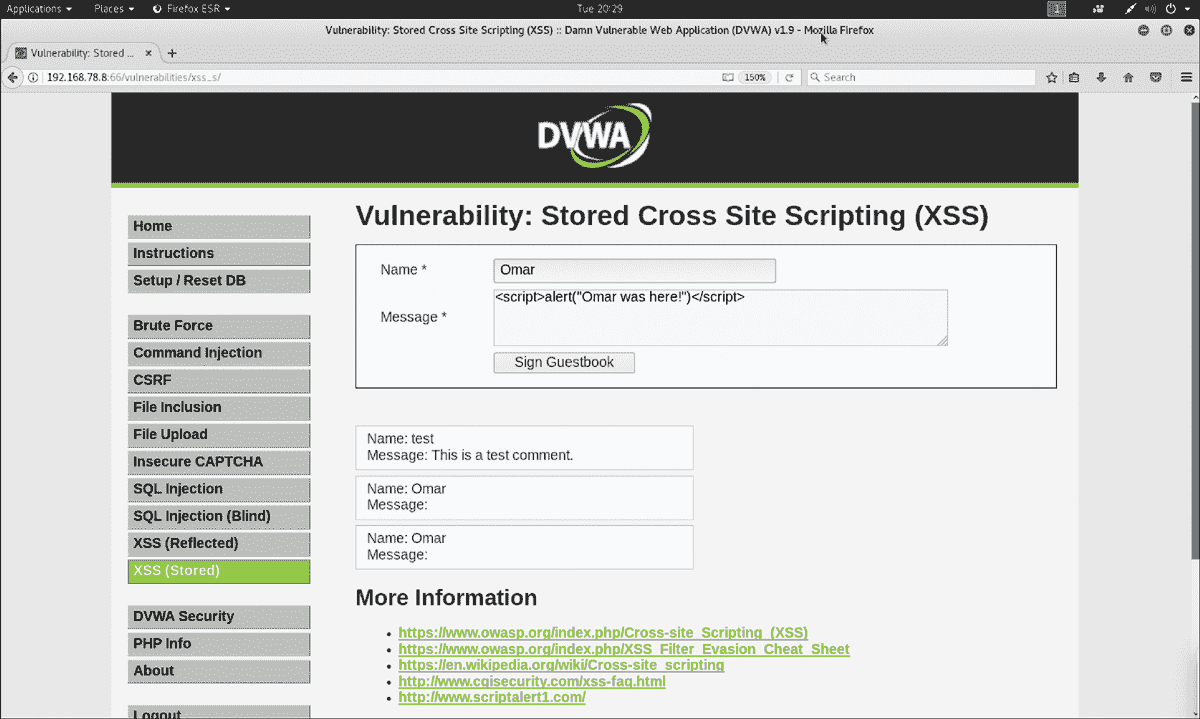 Applications Places Firefox ESR Tue 20:29 1
Vulnerability: Stored Cross Site Scripting (XSS) :: Damn Vulnerable Web Application (DVWA) v1.9 - Mozilla Firefox
Vulnerability: Stored ...
192.168.78.8:66/vulnerabilities/xss_s/ 150% Search
DVWA
Home
Instructions
Setup / Reset DB
Brute Force
Command Injection
CSRF
File Inclusion
File Upload
Insecure CAPTCHA
SQL Injection
SQL Injection (Blind)
XSS (Reflected)
XSS (Stored)
DVWA Security
PHP Info
About
Logout
Vulnerability: Stored Cross Site Scripting (XSS)
Name * Omar
Message * <script>alert("Omar was here!")</script>
Sign Guestbook
Name: test
Message: This is a test comment.
Name: Omar
Message:
Name: Omar
Message:
More Information
https://www.owasp.org/index.php/Cross-site_Scripting_(XSS)
https://www.owasp.org/index.php/XSS_Filter_Evasion_Cheat_Sheet
https://en.wikipedia.org/wiki/Cross-site_scripting
http://www.cgisecurity.com/xss-faq.html
http://www.scriptalert1.com/